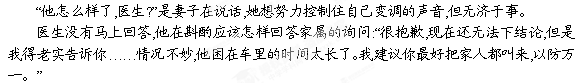 “他怎么样了,医生?”是妻子在说话,她想努力控制住自己变调的声音,但无济于事。
医生没有马上回答,他在斟酌应该怎样回答家属的询问:“很抱歉,现在还无法下结论,但是
我得老实告诉你……情况不妙,他困在车里的时间太长了。我建议你最好把家人都叫来,以防万
一。”